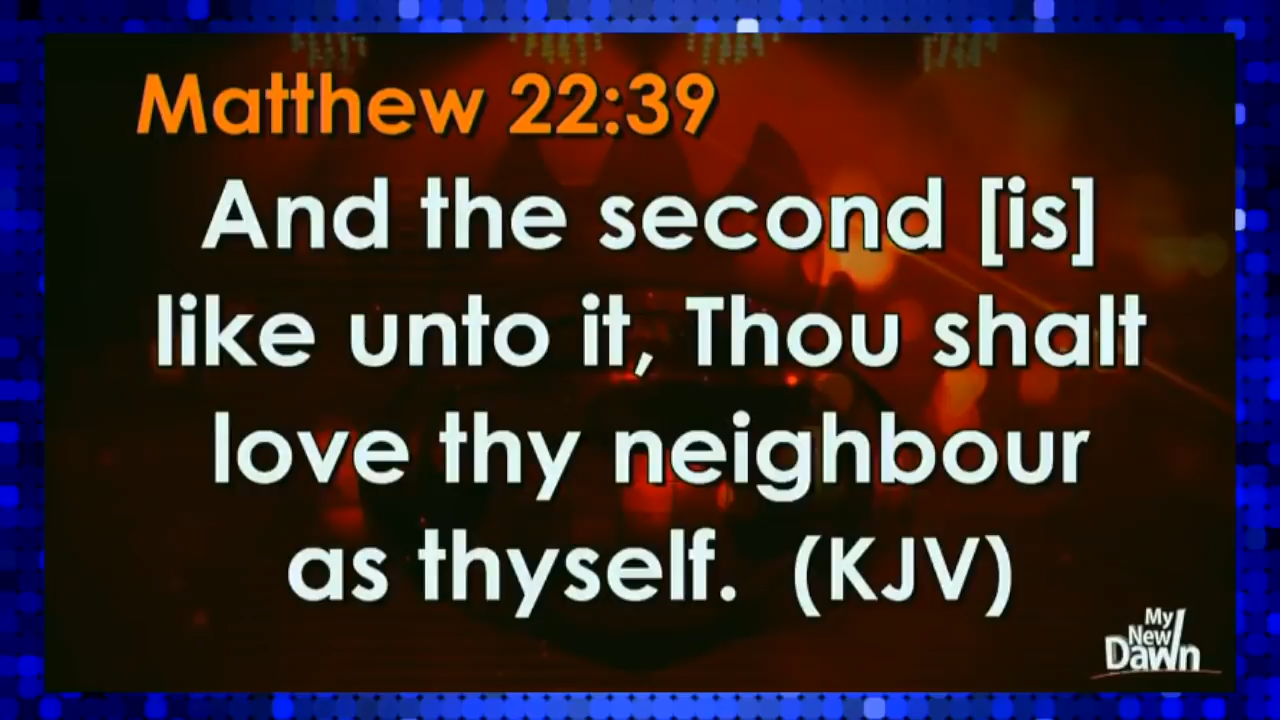 Matthew 22:39
And the second [is]
like unto it, Thou shalt
love thy neighbour
as thyself. (KJV)
My
New
Dawn